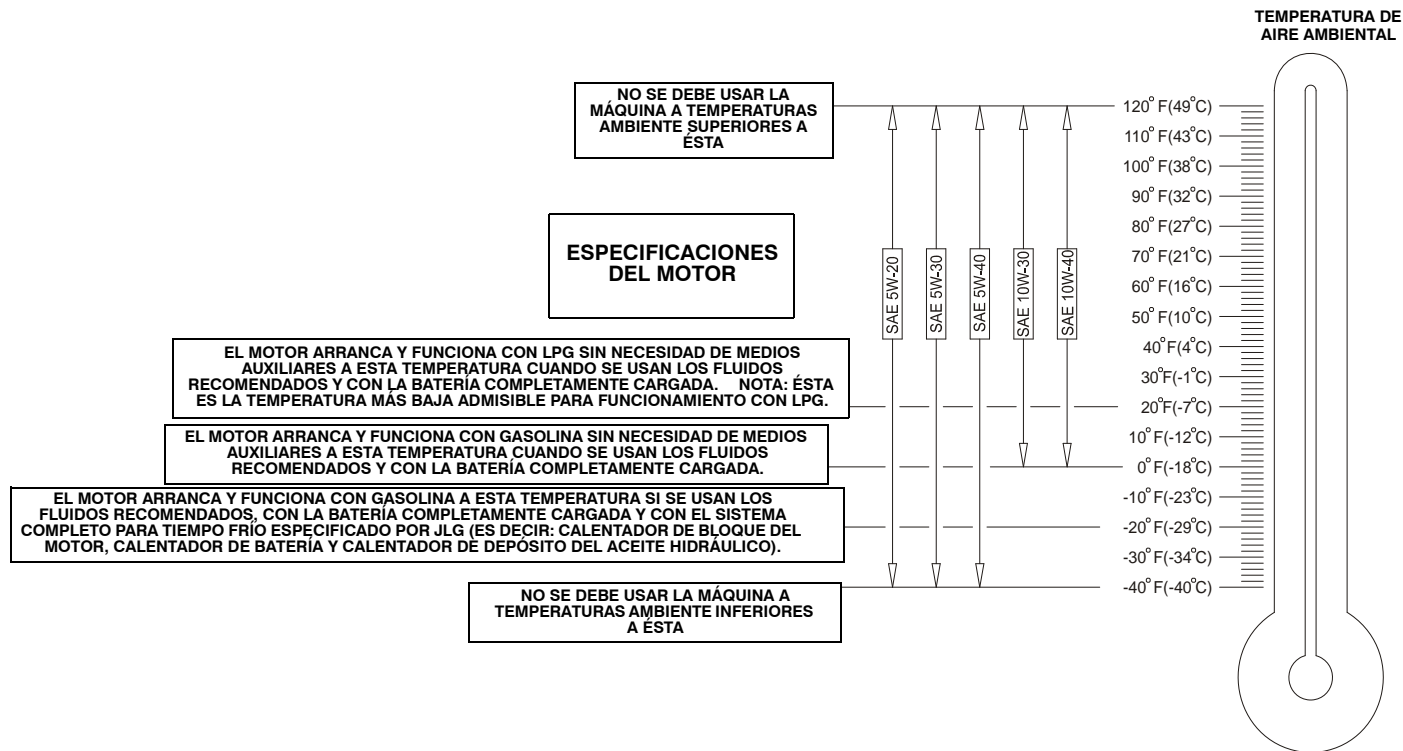 TEMPERATURA DE
AIRE AMBIENTAL
NO SE DEBE USAR LA
MÁQUINA A TEMPERATURAS
AMBIENTE SUPERIORES A
ÉSTA
120° F(49°C)
110° F(43°C)
100° F(38°C)
90° F(32°C)
80° F(27°C)
70° F(21°C)
60° F(16°C)
50° F(10°C)
40° F(4°C)
30°F(-1°C)
20°F(-7°C)
10° F(-12°C)
0° F(-18°C)
-10° F(-23°C)
-20° F(-29°C)
-30° F(-34°C)
-40° F(-40°C)
ESPECIFICACIONES
DEL MOTOR
SAE 5W-20
SAE 5W-30
SAE 5W-40
SAE 10W-30
SAE 10W-40
EL MOTOR ARRANCA Y FUNCIONA CON LPG SIN NECESIDAD DE MEDIOS
AUXILIARES A ESTA TEMPERATURA CUANDO SE USAN LOS FLUIDOS
RECOMENDADOS Y CON LA BATERÍA COMPLETAMENTE CARGADA. NOTA: ÉSTA
ES LA TEMPERATURA MÁS BAJA ADMISIBLE PARA FUNCIONAMIENTO CON LPG.
EL MOTOR ARRANCA Y FUNCIONA CON GASOLINA SIN NECESIDAD DE MEDIOS
AUXILIARES A ESTA TEMPERATURA CUANDO SE USAN LOS FLUIDOS
RECOMENDADOS Y CON LA BATERÍA COMPLETAMENTE CARGADA.
EL MOTOR ARRANCA Y FUNCIONA CON GASOLINA A ESTA TEMPERATURA SI SE USAN LOS
FLUIDOS RECOMENDADOS, CON LA BATERÍA COMPLETAMENTE CARGADA Y CON EL SISTEMA
COMPLETO PARA TIEMPO FRÍO ESPECIFICADO POR JLG (ES DECIR: CALENTADOR DE BLOQUE DEL
MOTOR, CALENTADOR DE BATERÍA Y CALENTADOR DE DEPÓSITO DEL ACEITE HIDRÁULICO).
NO SE DEBE USAR LA MÁQUINA A
TEMPERATURAS AMBIENTE INFERIORES
A ÉSTA